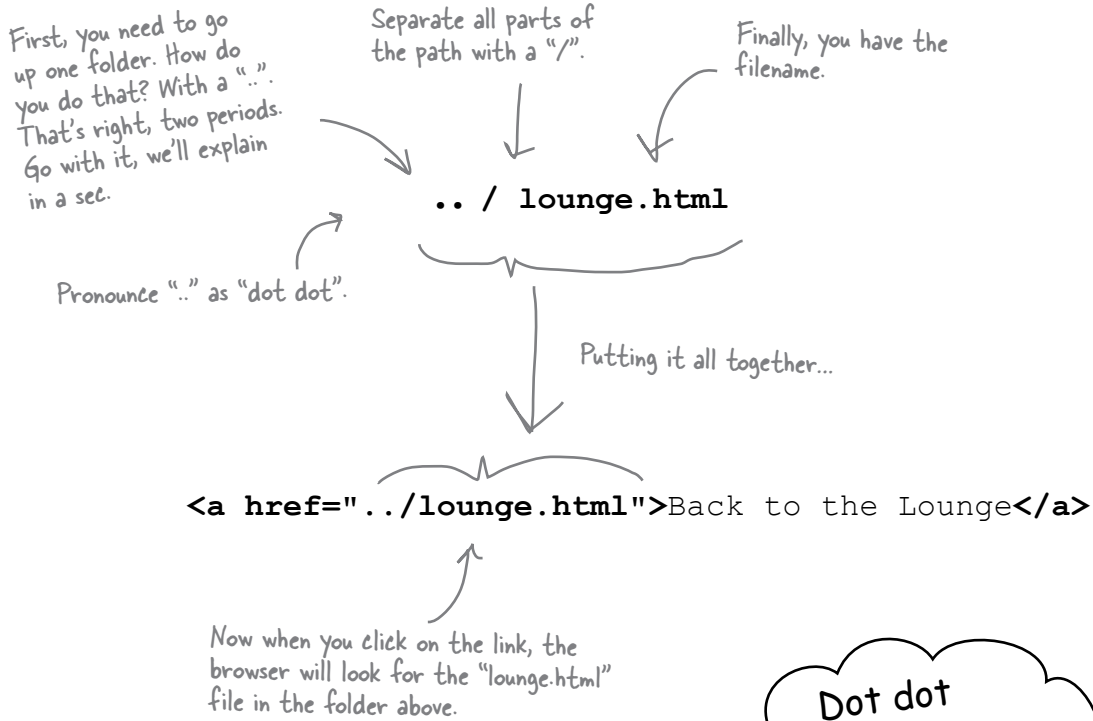 First, you need to go
up one folder. How do
you do that? With a “..”.
That’s right, two periods.
Go with it, we’ll explain
in a sec.
Separate all parts of
the path with a “/”.
Finally, you have the
filename.
.. / lounge.html
Pronounce “..” as “dot dot”.
Putting it all together...
<a href="../lounge.html">Back to the Lounge</a>
Now when you click on the link, the
browser will look for the “lounge.html”
file in the folder above.
Dot dot